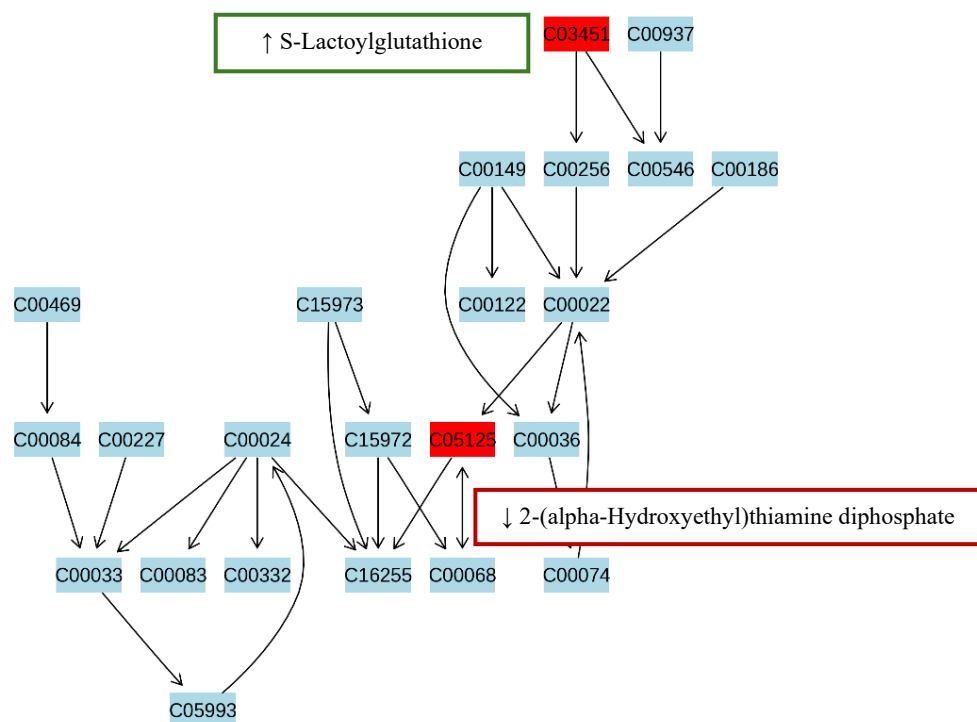 ↑ S-Lactoylglutathione
C03451
C00937
C00149
C00256
C00546
C00186
C00469
C15973
C00122
C00022
C00084
C00227
C00024
C15972
C05125
C00036
↓ 2-(alpha-Hydroxyethyl)thiamine diphosphate
C00033
C00083
C00332
C16255
C00068
C00074
C05993